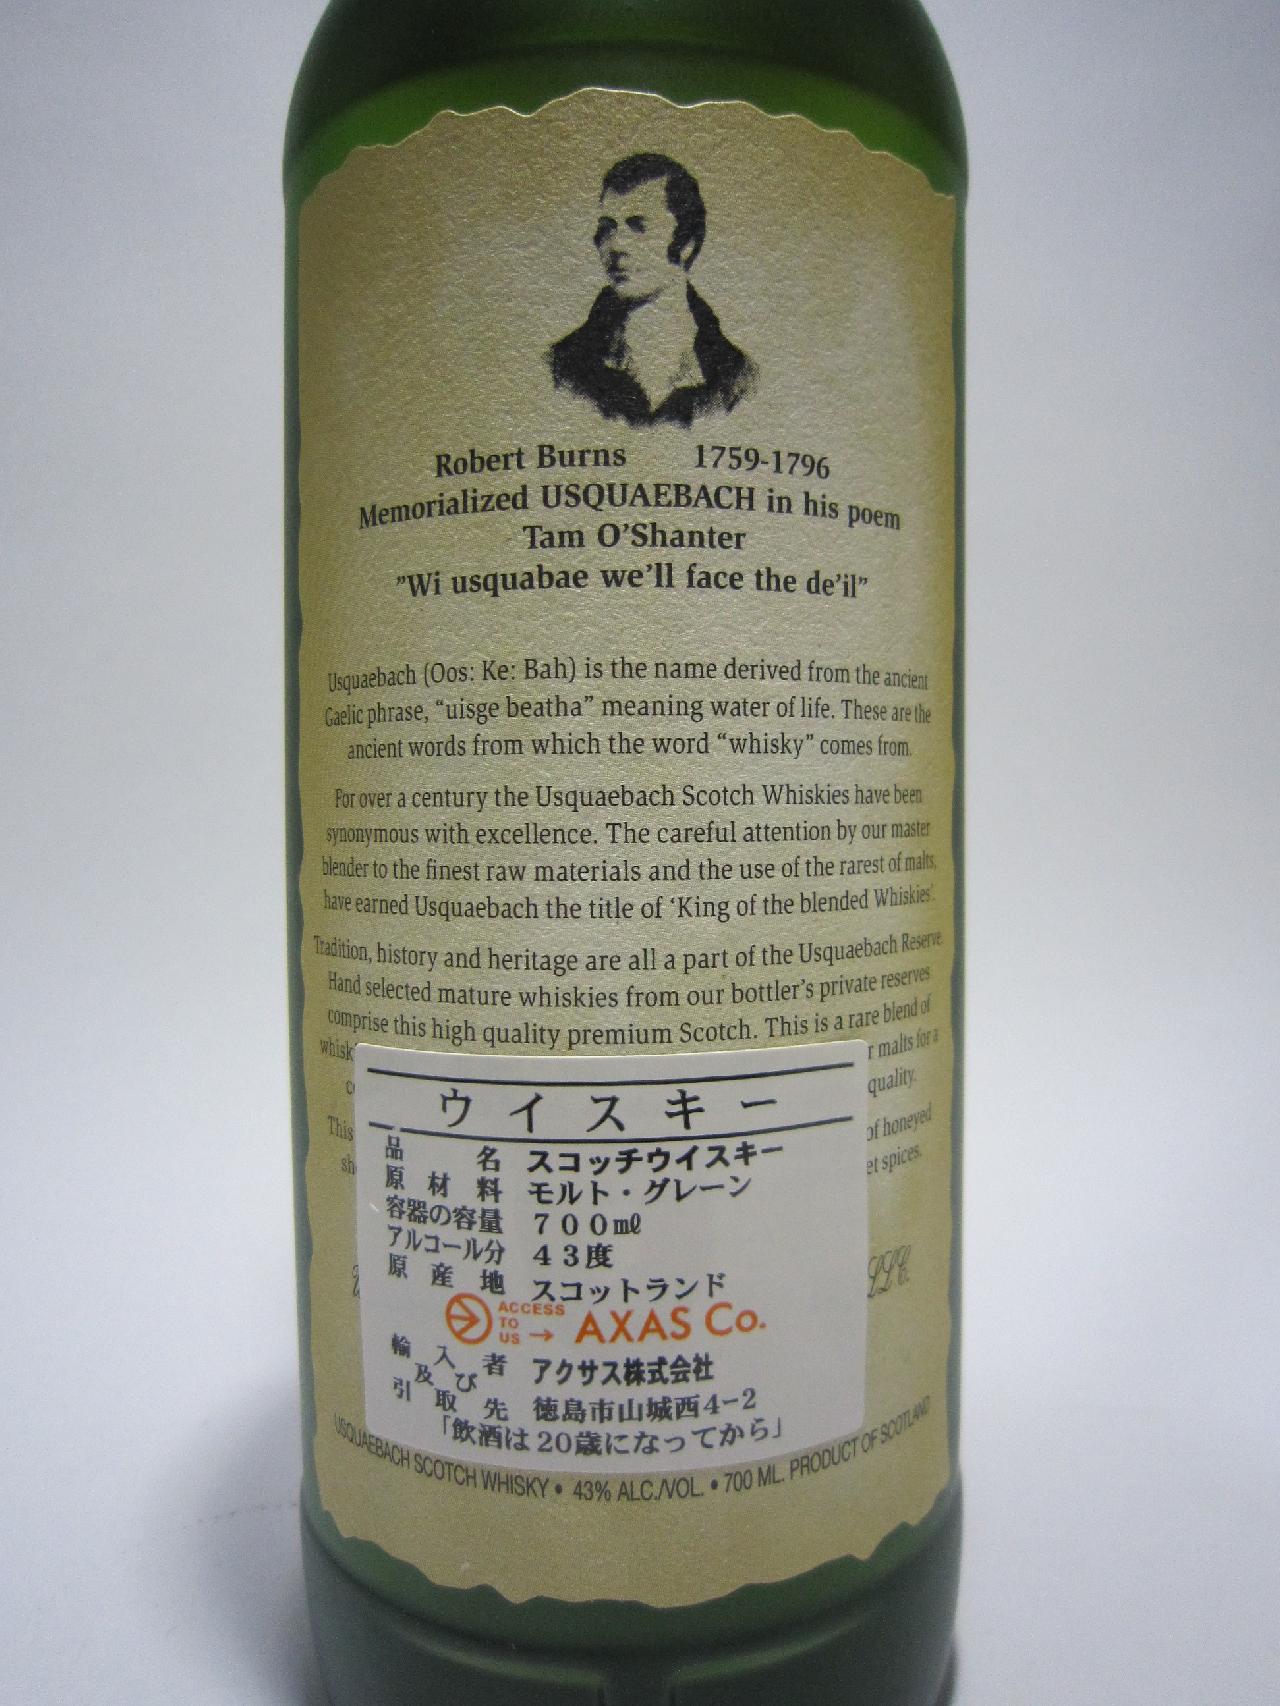 Robert Burns 1759-1796
Memorialized USQUAEBACH in his poem
Tam O'Shanter
"Wi usquabae we'll face the de'il"
Usquaebach (Oos: Ke: Bah) is the name derived from the ancient
Gaelic phrase, "uisge beatha" meaning water of life. These are the
ancient words from which the word "whisky" comes from.
For over a century the Usquaebach Scotch Whiskies have been
synonymous with excellence. The careful attention by our master
blender to the finest raw materials and the use of the rarest of malts,
have earned Usquaebach the title of 'King of the blended Whiskies'.
Tradition, history and heritage are all a part of the Usquaebach Reserve
Hand selected mature whiskies from our bottler's private reserves
comprise this high quality premium Scotch. This is a rare blend of
malts for a
quality.
This of honeyed
spices.
ウイスキー
品名 スコッチウイスキー
原材料 モルト・グレーン
容器の容量 700㎖
アルコール分 43度
原産地 スコットランド
ACCESS TO US → AXAS Co.
輸入者及び引取先 アクサス株式会社
徳島市山城西4-2
「飲酒は20歳になってから」
USQUAEBACH SCOTCH WHISKY • 43% ALC./VOL. • 700 ML. PRODUCT OF SCOTLAND